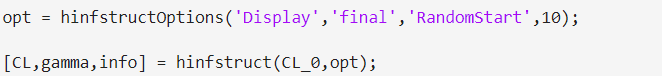 opt = hinfstructOptions('Display','final','RandomStart',10);
[CL,gamma,info] = hinfstruct(CL_0,opt);